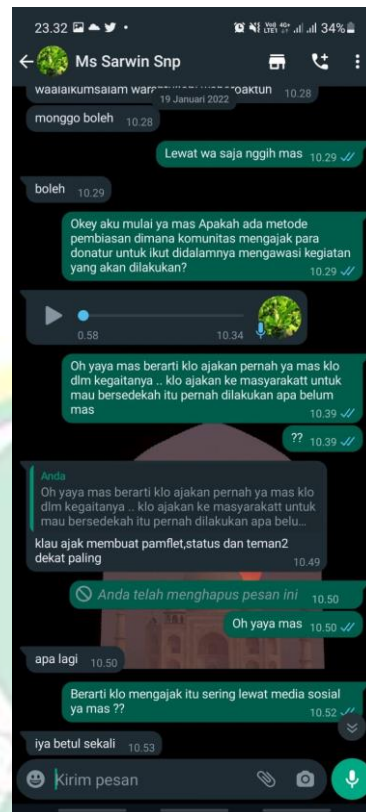 23.32
34%
Ms Sarwin Snp
waalaikumsalam
10.28
19 Januari 2022
monggo boleh 10.28
Lewat wa saja nggih mas 10.29
boleh 10.29
Okey aku mulai ya mas Apakah ada metode
pembiasan dimana komunitas mengajak para
donatur untuk ikut didalamnya mengawasi kegiatan
yang akan dilakukan?
10.29
0.58 10.34
Oh yaya mas berarti klo ajakan pernah ya mas klo
dlm kegaitanya .. klo ajakan ke masyarakatt untuk
mau bersedekah itu pernah dilakukan apa belum
mas
10.39
?? 10.39
Anda
Oh yaya mas berarti klo ajakan pernah ya mas klo
dlm kegaitanya .. klo ajakan ke masyarakatt untuk
mau bersedekah itu pernah dilakukan apa belu...
klau ajak membuat pamflet,status dan teman2
dekat paling
10.49
Anda telah menghapus pesan ini 10.50
Oh yaya mas 10.50
apa lagi 10.50
Berarti klo mengajak itu sering lewat media sosial
ya mas ??
10.52
iya betul sekali 10.53
Kirim pesan